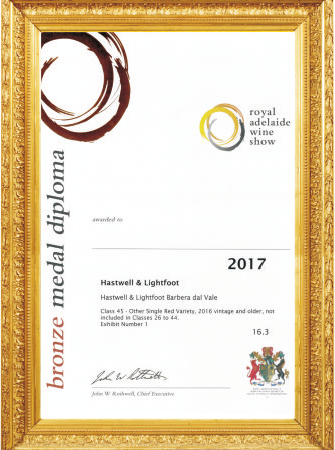 royal
adelaide
wine
show
bronze medal diploma
awarded to
2017
Hastwell & Lightfoot
Hastwell & Lightfoot Barbera dal Vale
Class 45 - Other Single Red Variety, 2016 vintage and older:, not
included in Classes 26 to 44.
Exhibit Number 1
16.3
John W. Rothwell, Chief Executive